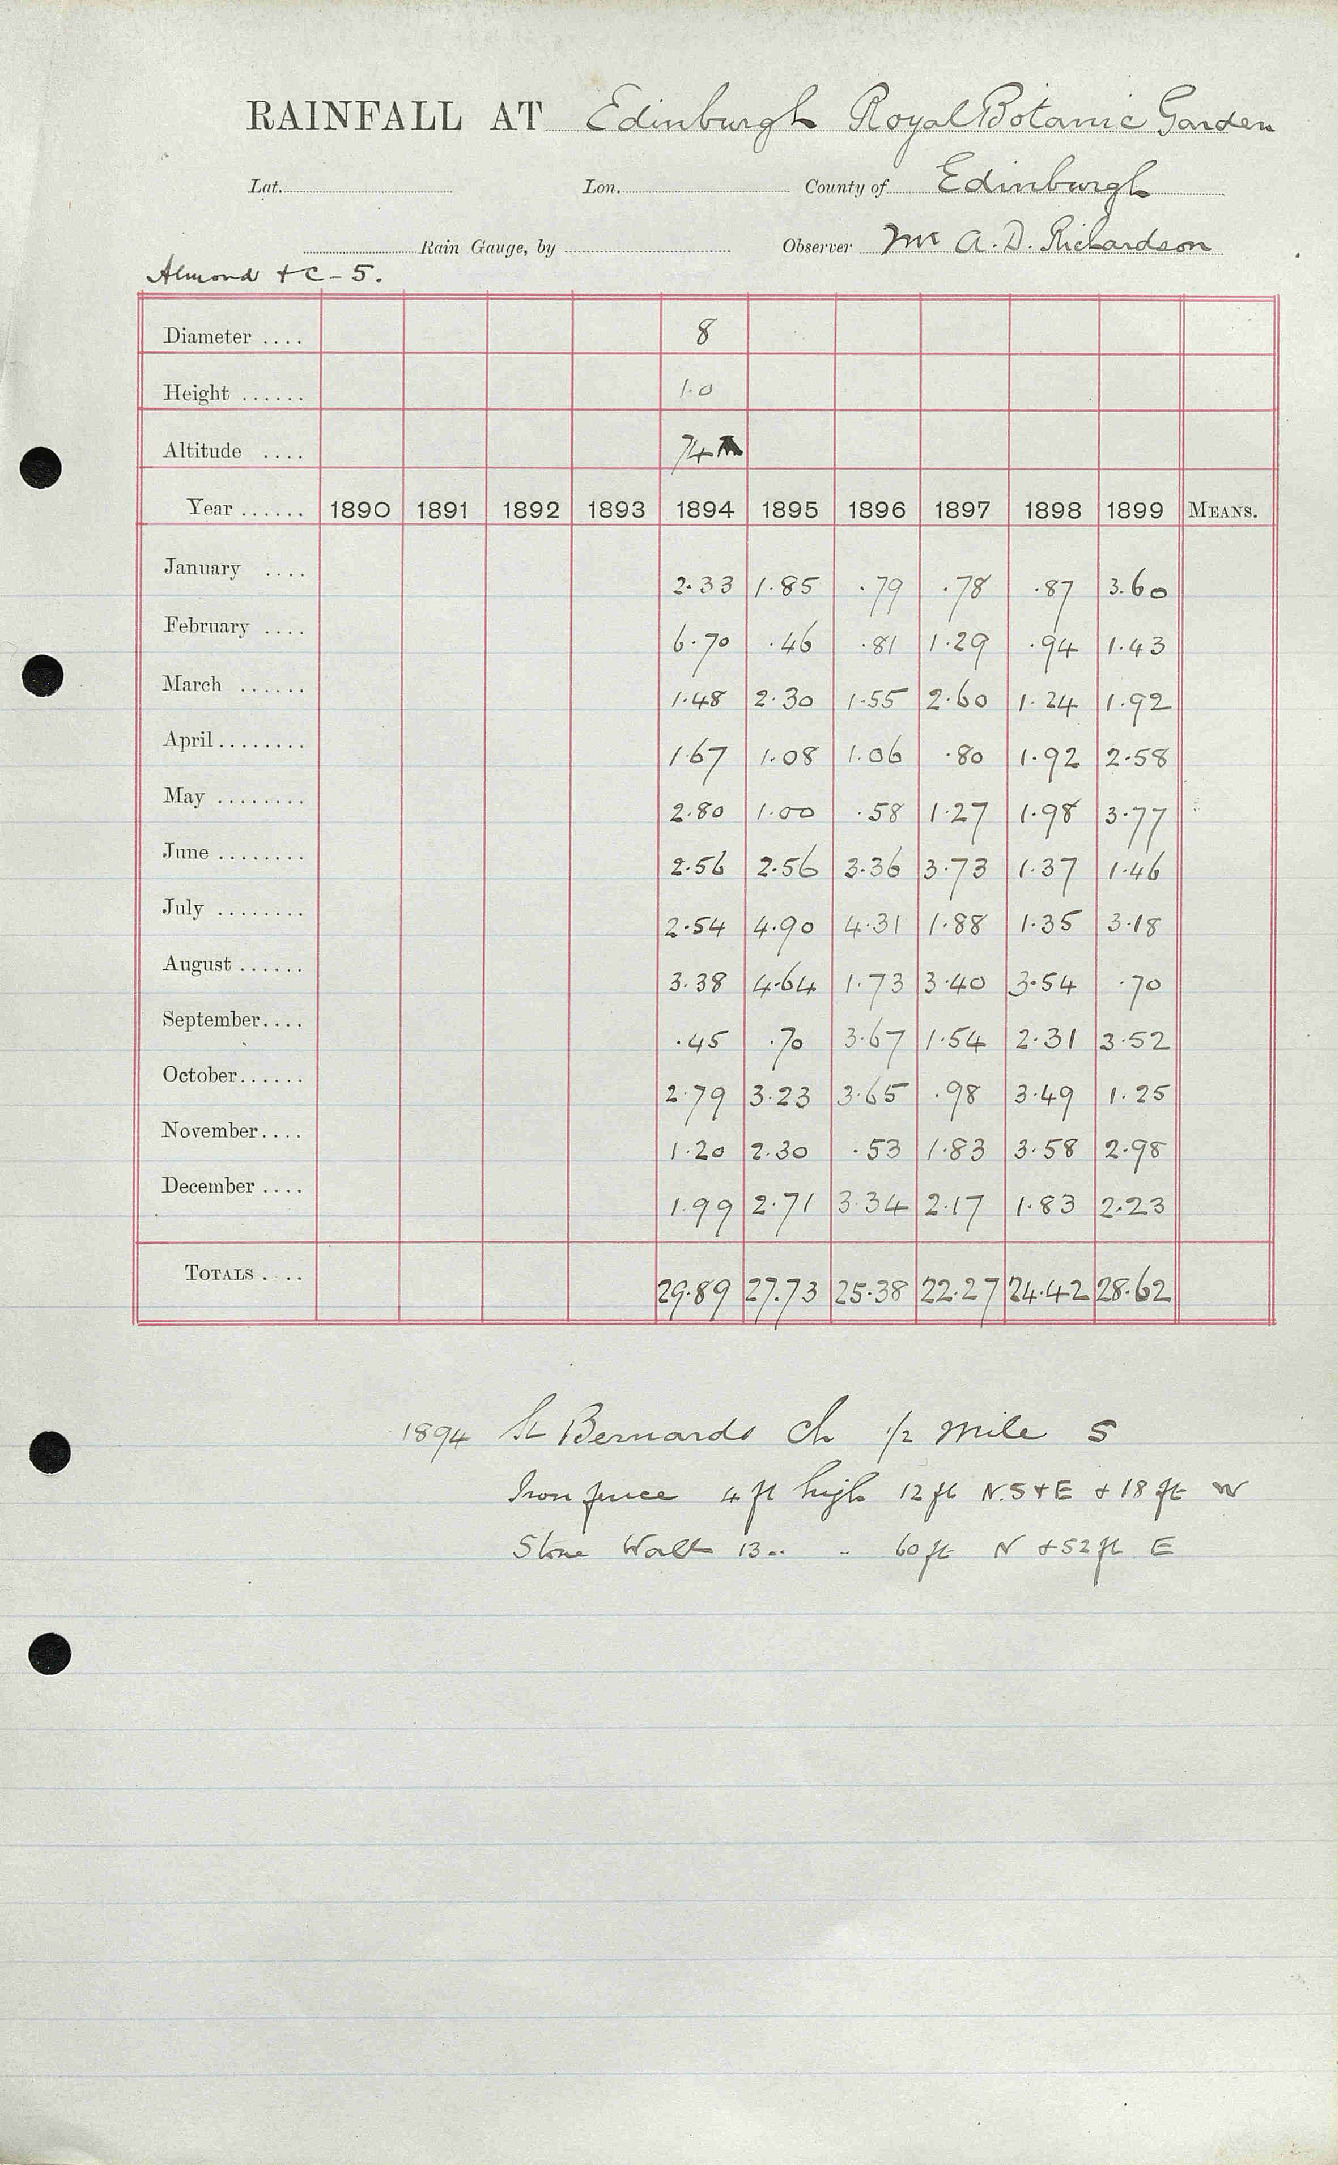 RAINFALL AT Edinburgh Royal Botanic Garden
Lat. Lon. County of Edinburgh
Rain Gauge, by Observer Mr A. D. Richardson
Almond + C - 5.
Diameter .... 8
Height ...... 1.0
Altitude .... 74
Year ...... 1890 1891 1892 1893 1894 1895 1896 1897 1898 1899 MEANS.
January .... 2.33 1.85 .79 .78 .87 3.60
February .... 6.70 .46 .81 1.29 .94 1.43
March ...... 1.48 2.30 1.55 2.60 1.24 1.92
April ........ 1.67 1.08 1.06 .80 1.92 2.58
May ........ 2.80 1.00 .58 1.27 1.98 3.77
June ........ 2.56 2.56 3.36 3.73 1.37 1.46
July ........ 2.54 4.90 4.31 1.88 1.35 3.18
August ...... 3.38 4.64 1.73 3.40 3.54 .70
September.... .45 .70 3.67 1.54 2.31 3.52
October...... 2.79 3.23 3.65 .98 3.49 1.25
November.... 1.20 2.30 .53 1.83 3.58 2.98
December .... 1.99 2.71 3.34 2.17 1.83 2.23
TOTALS .... 29.89 27.73 25.38 22.27 24.42 28.62
1894 St Bernards Ch 1/2 mile S
Iron fence 4 ft high 12 ft N. S + E + 18 ft W
Stone Wall 13 .. .. 60 ft N + 52 ft E